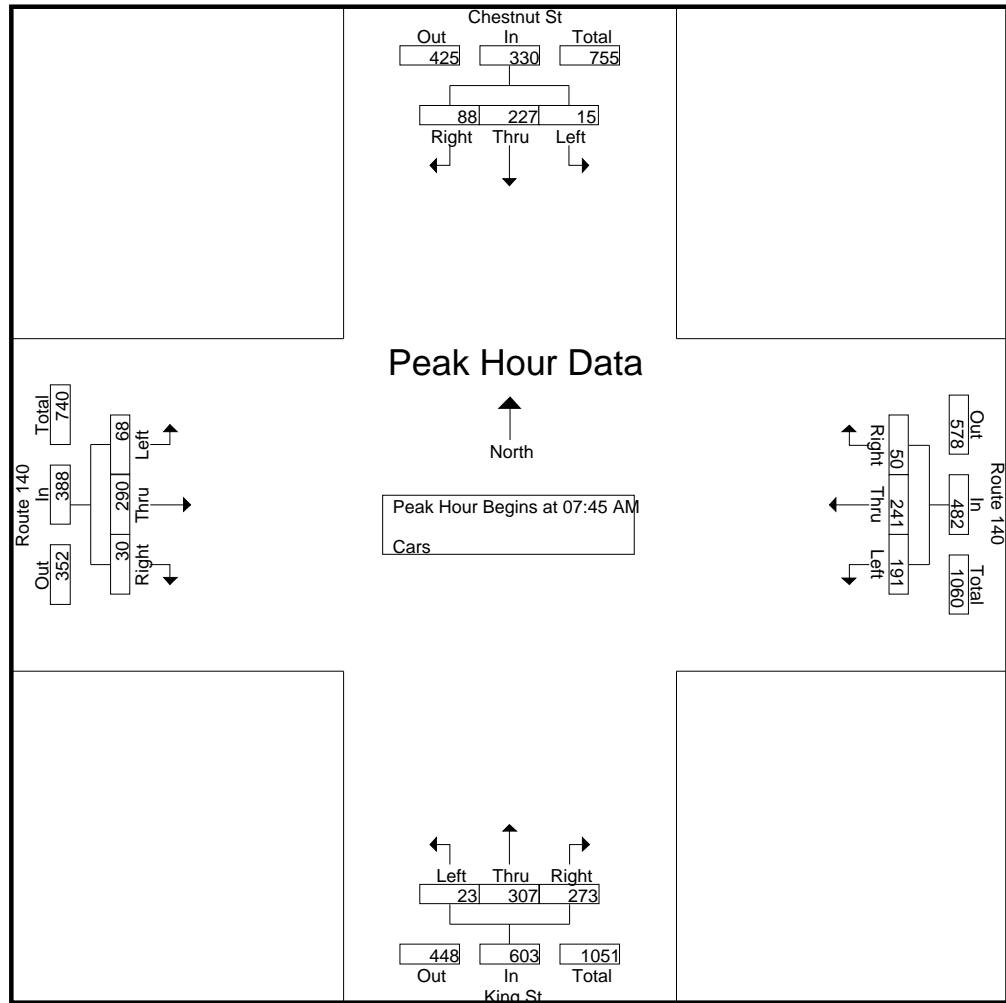 Chestnut St
Out In Total
425 330 755
88 227 15
Right Thru Left
Peak Hour Data
North
Peak Hour Begins at 07:45 AM
Cars
Route 140
Out In Total
352 388 740
Left Thru Right
68 290 30
Route 140
Out In Total
578 482 1060
50 241 191
Right Thru Left
Left Thru Right
23 307 273
448 603 1051
Out In Total
King St